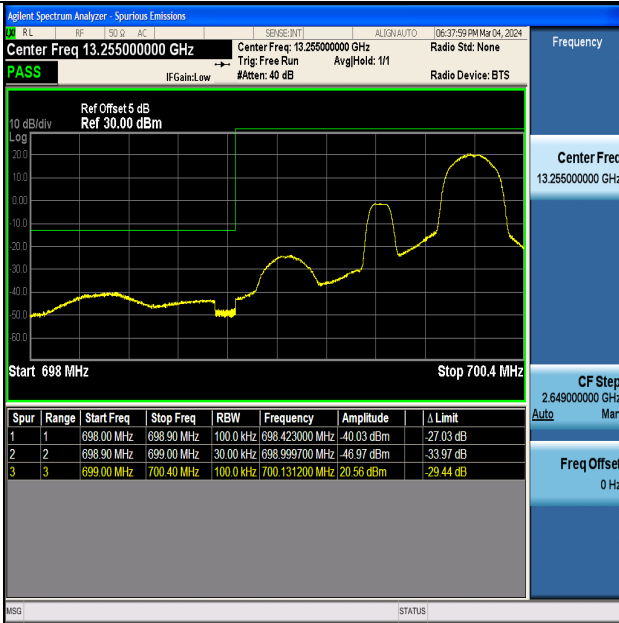 Agilent Spectrum Analyzer - Spurious Emissions
LXI RL RF 50 Ω AC SENSE:INT ALIGN AUTO 06:37:59 PM Mar 04, 2024
Center Freq 13.255000000 GHz
Center Freq: 13.255000000 GHz
Radio Std: None
Trig: Free Run Avg|Hold: 1/1
PASS
IFGain:Low
#Atten: 40 dB
Radio Device: BTS
Frequency
Ref Offset 5 dB
10 dB/div Ref 30.00 dBm
Log
20.0
10.0
0.00
-10.0
-20.0
-30.0
-40.0
-50.0
-60.0
Start 698 MHz Stop 700.4 MHz
Center Freq
13.255000000 GHz
CF Step
2.649000000 GHz
Auto Man
Freq Offset
0 Hz
Spur Range Start Freq Stop Freq RBW Frequency Amplitude Δ Limit
1 1 698.00 MHz 698.90 MHz 100.0 kHz 698.423000 MHz -40.03 dBm -27.03 dB
2 2 698.90 MHz 699.00 MHz 30.00 kHz 698.999700 MHz -46.97 dBm -33.97 dB
3 3 699.00 MHz 700.40 MHz 100.0 kHz 700.131200 MHz 20.56 dBm -29.44 dB
MSG STATUS